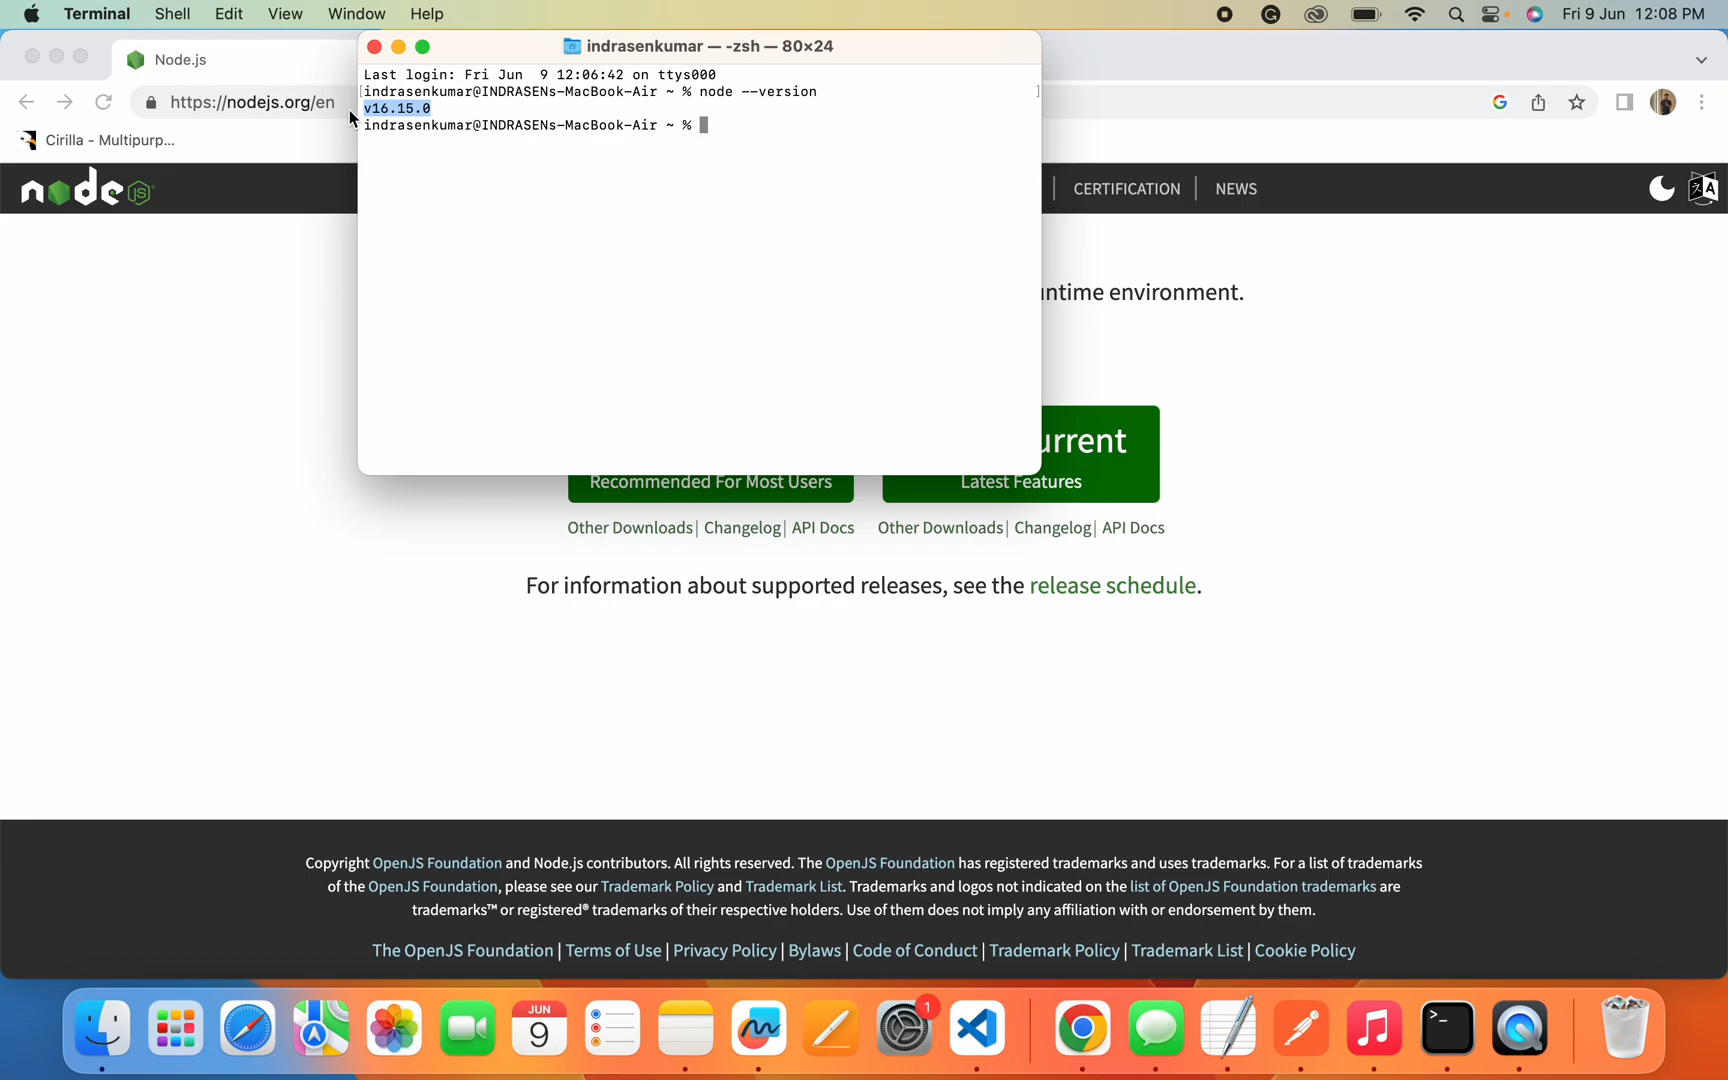 Terminal Shell Edit View Window Help Fri 9 Jun 12:08 PM
Node.js
indrasenkumar — -zsh — 80×24
https://nodejs.org/en
Cirilla - Multipurp...
Last login: Fri Jun  9 12:06:42 on ttys000
[indrasenkumar@INDRASENs-MacBook-Air ~ % node --version ]
v16.15.0
indrasenkumar@INDRASENs-MacBook-Air ~ %
node JS
CERTIFICATION | NEWS
ntime environment.
urrent
Recommended For Most Users
Latest Features
Other Downloads | Changelog | API Docs
Other Downloads | Changelog | API Docs
For information about supported releases, see the release schedule.
Copyright OpenJS Foundation and Node.js contributors. All rights reserved. The OpenJS Foundation has registered trademarks and uses trademarks. For a list of trademarks
of the OpenJS Foundation, please see our Trademark Policy and Trademark List. Trademarks and logos not indicated on the list of OpenJS Foundation trademarks are
trademarks™ or registered® trademarks of their respective holders. Use of them does not imply any affiliation with or endorsement by them.
The OpenJS Foundation | Terms of Use | Privacy Policy | Bylaws | Code of Conduct | Trademark Policy | Trademark List | Cookie Policy
JUN
9
1